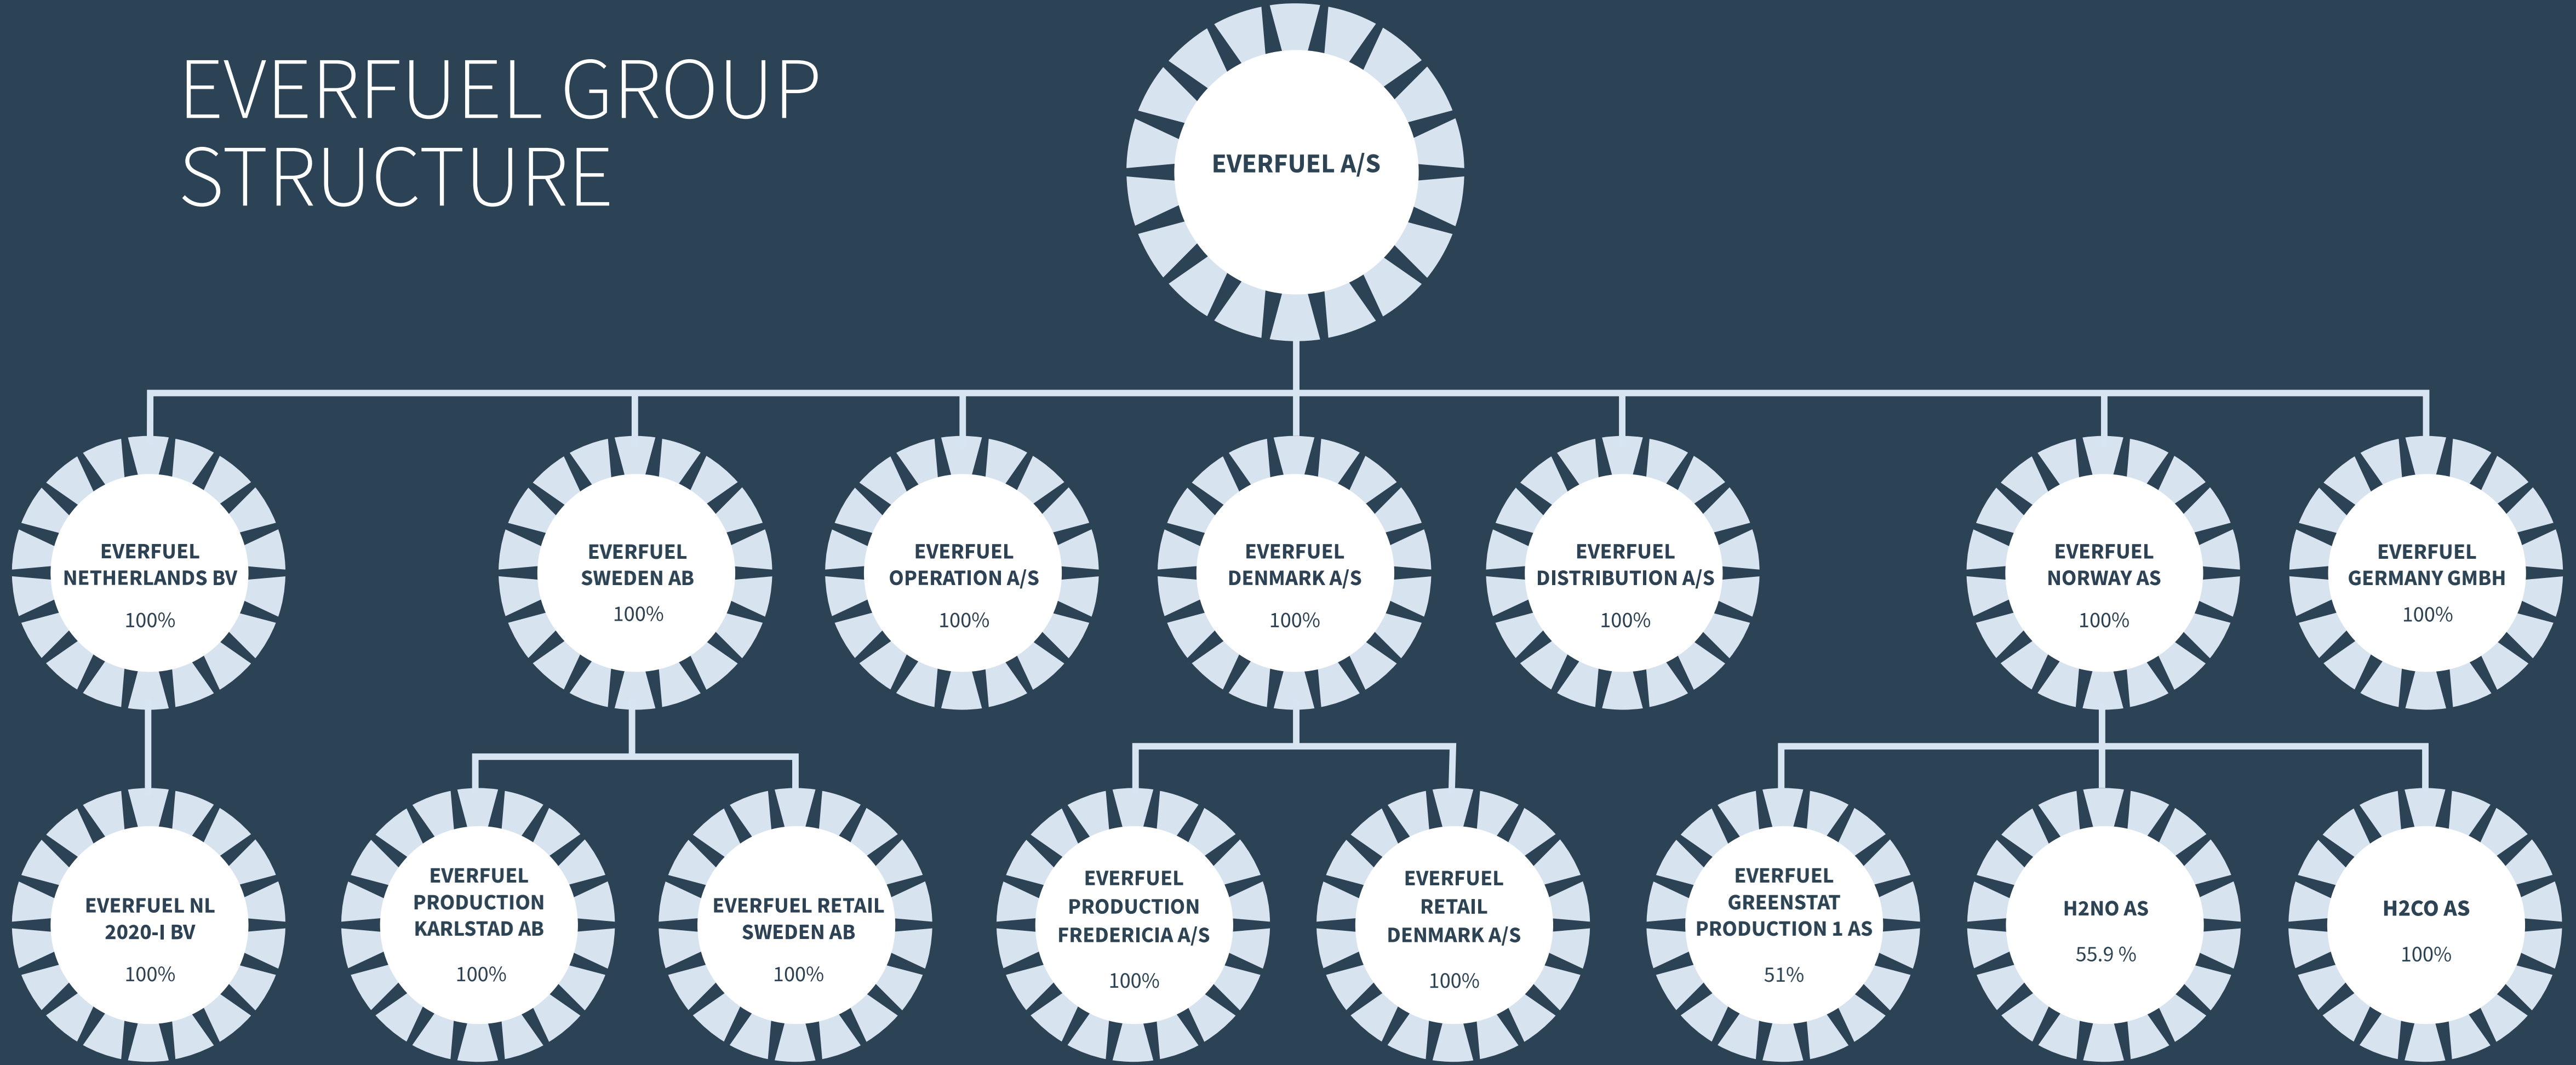 EVERFUEL GROUP
STRUCTURE
EVERFUEL A/S
EVERFUEL
NETHERLANDS BV
100%
EVERFUEL
SWEDEN AB
100%
EVERFUEL
OPERATION A/S
100%
EVERFUEL
DENMARK A/S
100%
EVERFUEL
DISTRIBUTION A/S
100%
EVERFUEL
NORWAY AS
100%
EVERFUEL
GERMANY GMBH
100%
EVERFUEL NL
2020-I BV
100%
EVERFUEL
PRODUCTION
KARLSTAD AB
100%
EVERFUEL RETAIL
SWEDEN AB
100%
EVERFUEL
PRODUCTION
FREDERICIA A/S
100%
EVERFUEL
RETAIL
DENMARK A/S
100%
EVERFUEL
GREENSTAT
PRODUCTION 1 AS
51%
H2NO AS
55.9 %
H2CO AS
100%